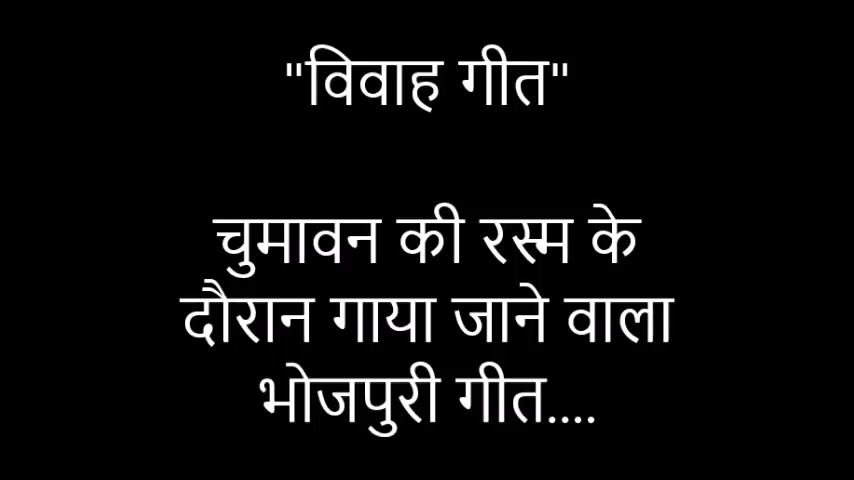 "विवाह गीत"
चुमावन की रस्म के
दौरान गाया जाने वाला
भोजपुरी गीत....